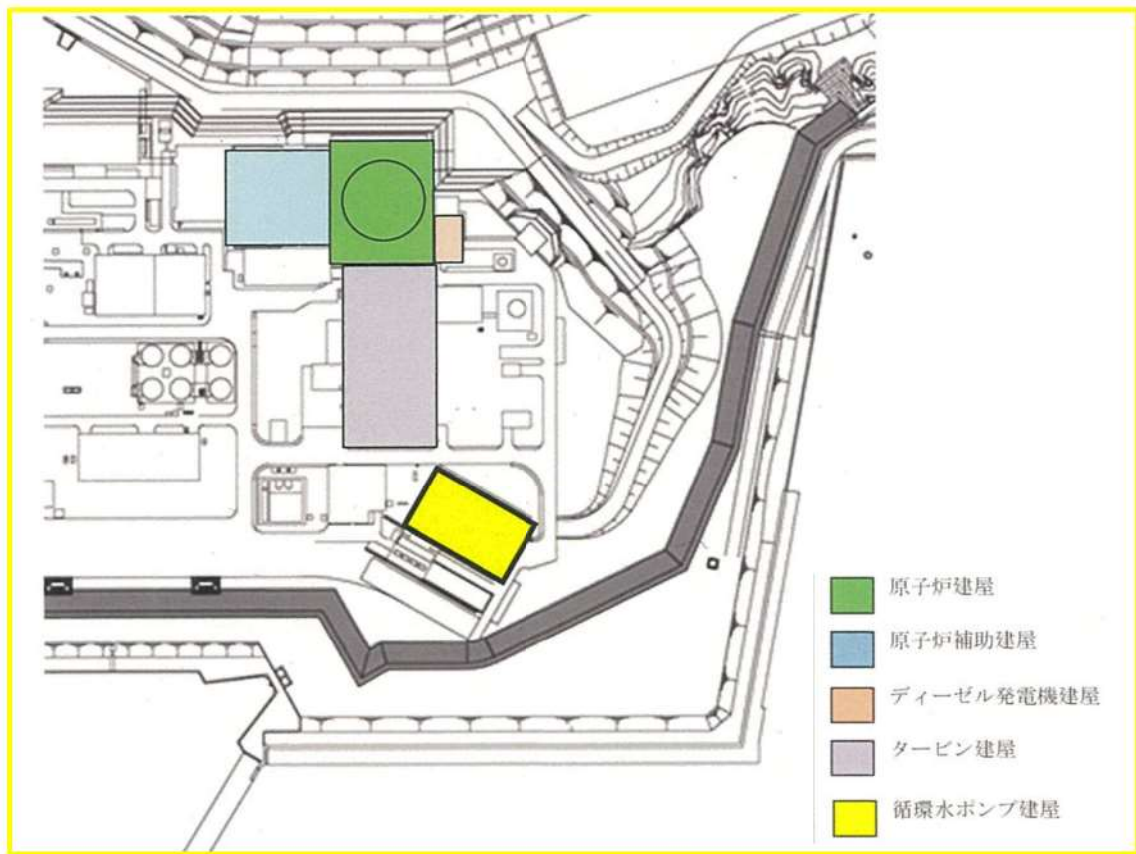 原子炉建屋
原子炉補助建屋
ディーゼル発電機建屋
タービン建屋
循環水ポンプ建屋